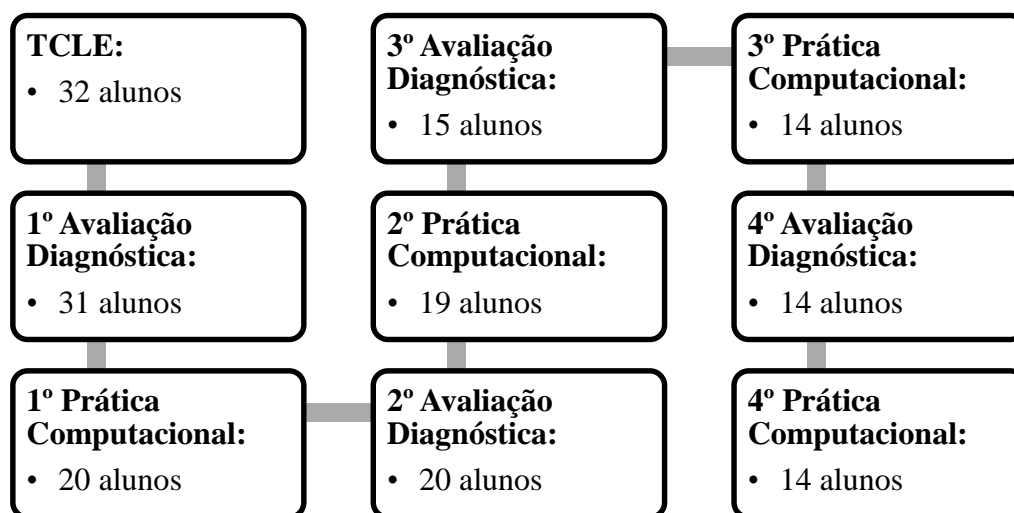 TCLE:
• 32 alunos
1º Avaliação
Diagnóstica:
• 31 alunos
1º Prática
Computacional:
• 20 alunos
2º Avaliação
Diagnóstica:
• 20 alunos
2º Prática
Computacional:
• 19 alunos
3º Avaliação
Diagnóstica:
• 15 alunos
3º Prática
Computacional:
• 14 alunos
4º Avaliação
Diagnóstica:
• 14 alunos
4º Prática
Computacional:
• 14 alunos